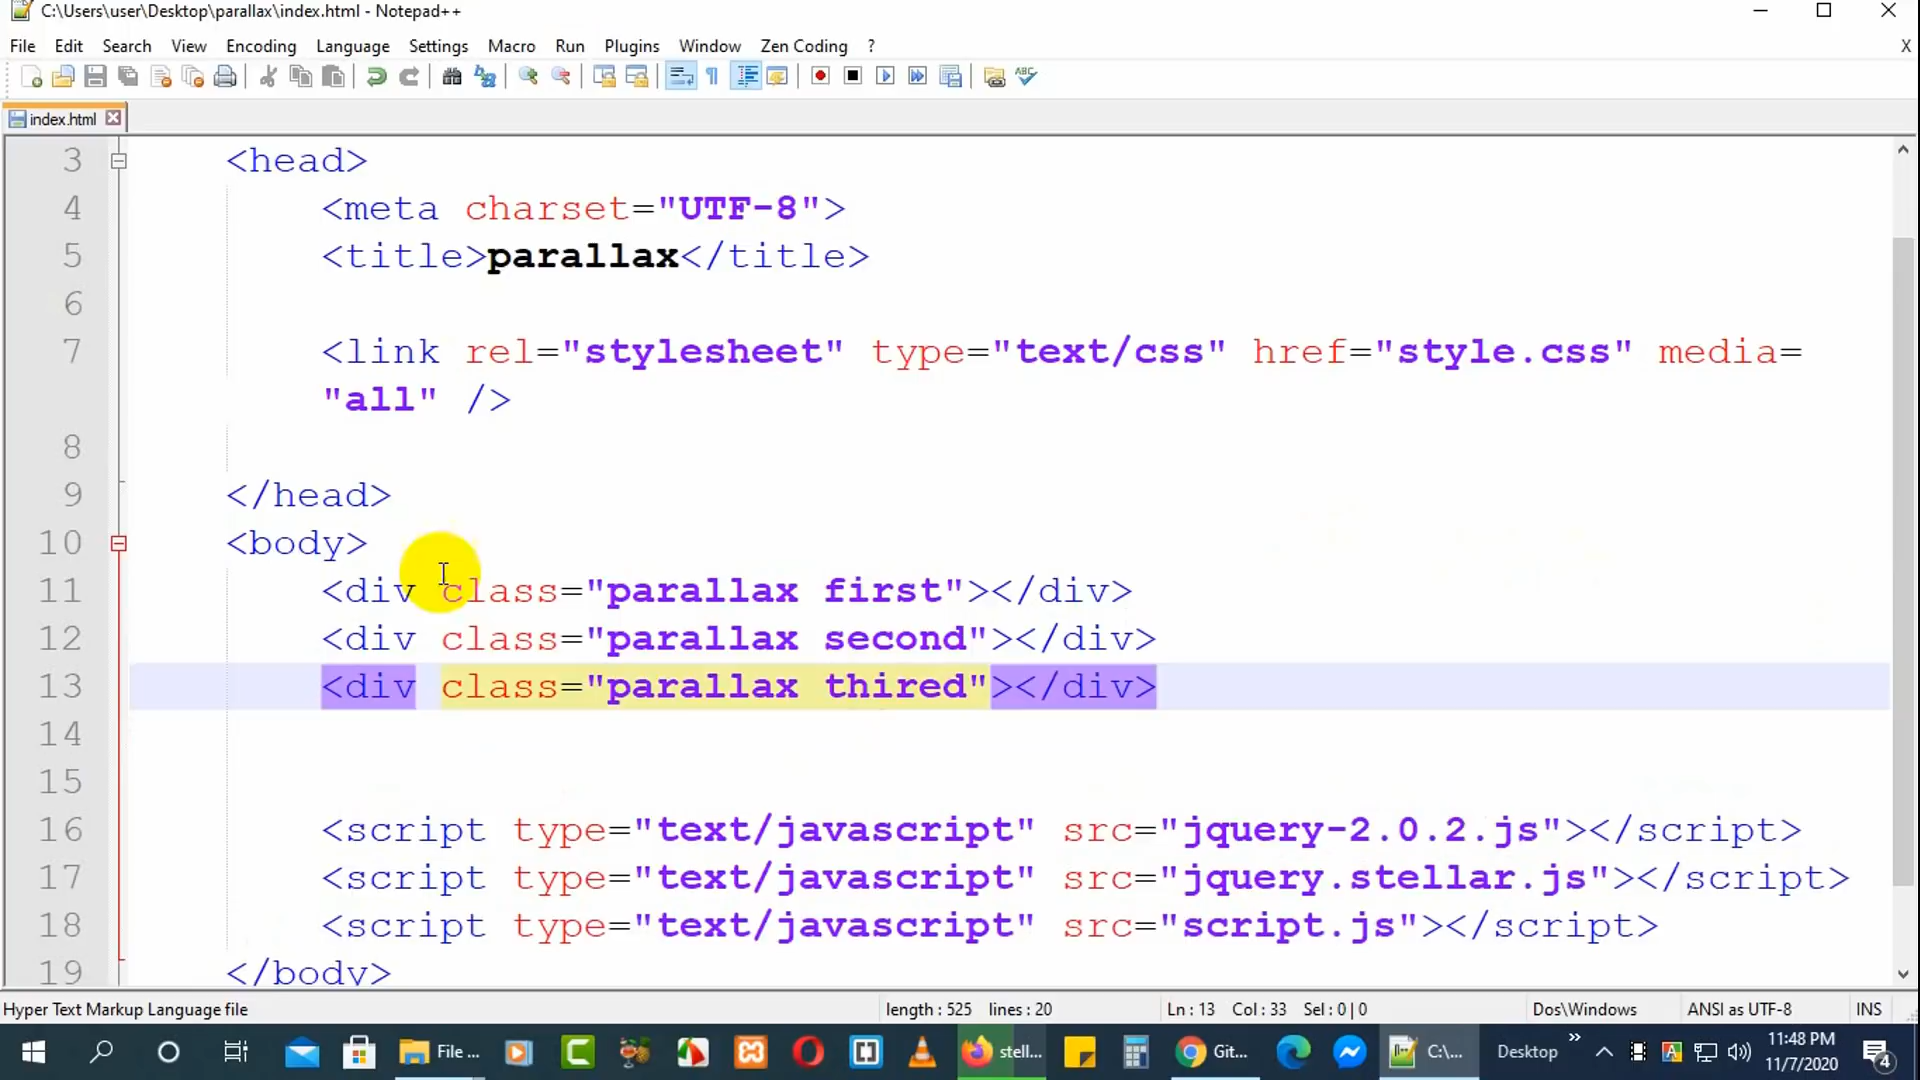 C:\Users\user\Desktop\parallax\index.html - Notepad++
File Edit Search View Encoding Language Settings Macro Run Plugins Window Zen Coding ? X
index.html
3 <head>
4 <meta charset="UTF-8">
5 <title>parallax</title>
6
7 <link rel="stylesheet" type="text/css" href="style.css" media=
"all" />
8
9 </head>
10 <body>
11 <div class="parallax first"></div>
12 <div class="parallax second"></div>
13 <div class="parallax thired"></div>
14
15
16 <script type="text/javascript" src="jquery-2.0.2.js"></script>
17 <script type="text/javascript" src="jquery.stellar.js"></script>
18 <script type="text/javascript" src="script.js"></script>
19 </body>
Hyper Text Markup Language file length : 525 lines : 20 Ln : 13 Col : 33 Sel : 0 | 0 Dos\Windows ANSI as UTF-8 INS
File ... stell... Git... C:\... Desktop 11:48 PM
11/7/2020 4